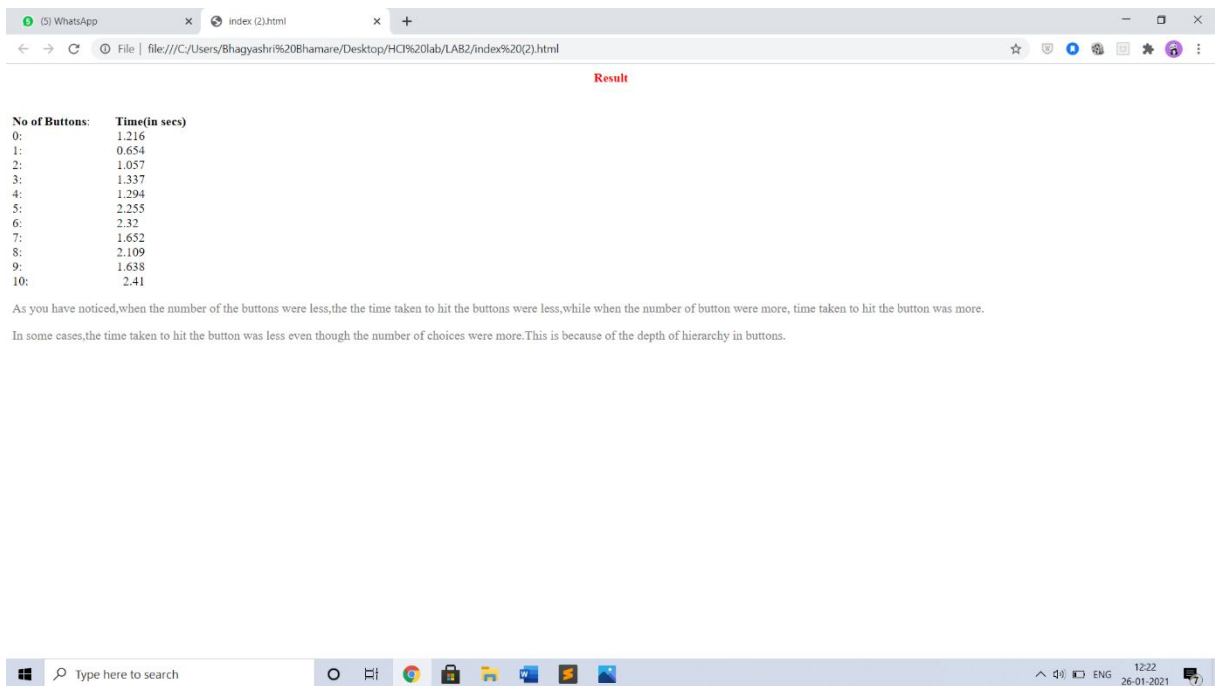 (5) WhatsApp
index (2).html
File | file:///C:/Users/Bhagyashri%20Bhamare/Desktop/HCI%20lab/LAB2/index%20(2).html
Result
No of Buttons: Time(in secs)
0: 1.216
1: 0.654
2: 1.057
3: 1.337
4: 1.294
5: 2.255
6: 2.32
7: 1.652
8: 2.109
9: 1.638
10: 2.41
As you have noticed,when the number of the buttons were less,the the time taken to hit the buttons were less,while when the number of button were more, time taken to hit the button was more.
In some cases,the time taken to hit the button was less even though the number of choices were more.This is because of the depth of hierarchy in buttons.
Type here to search
ENG
12:22
26-01-2021